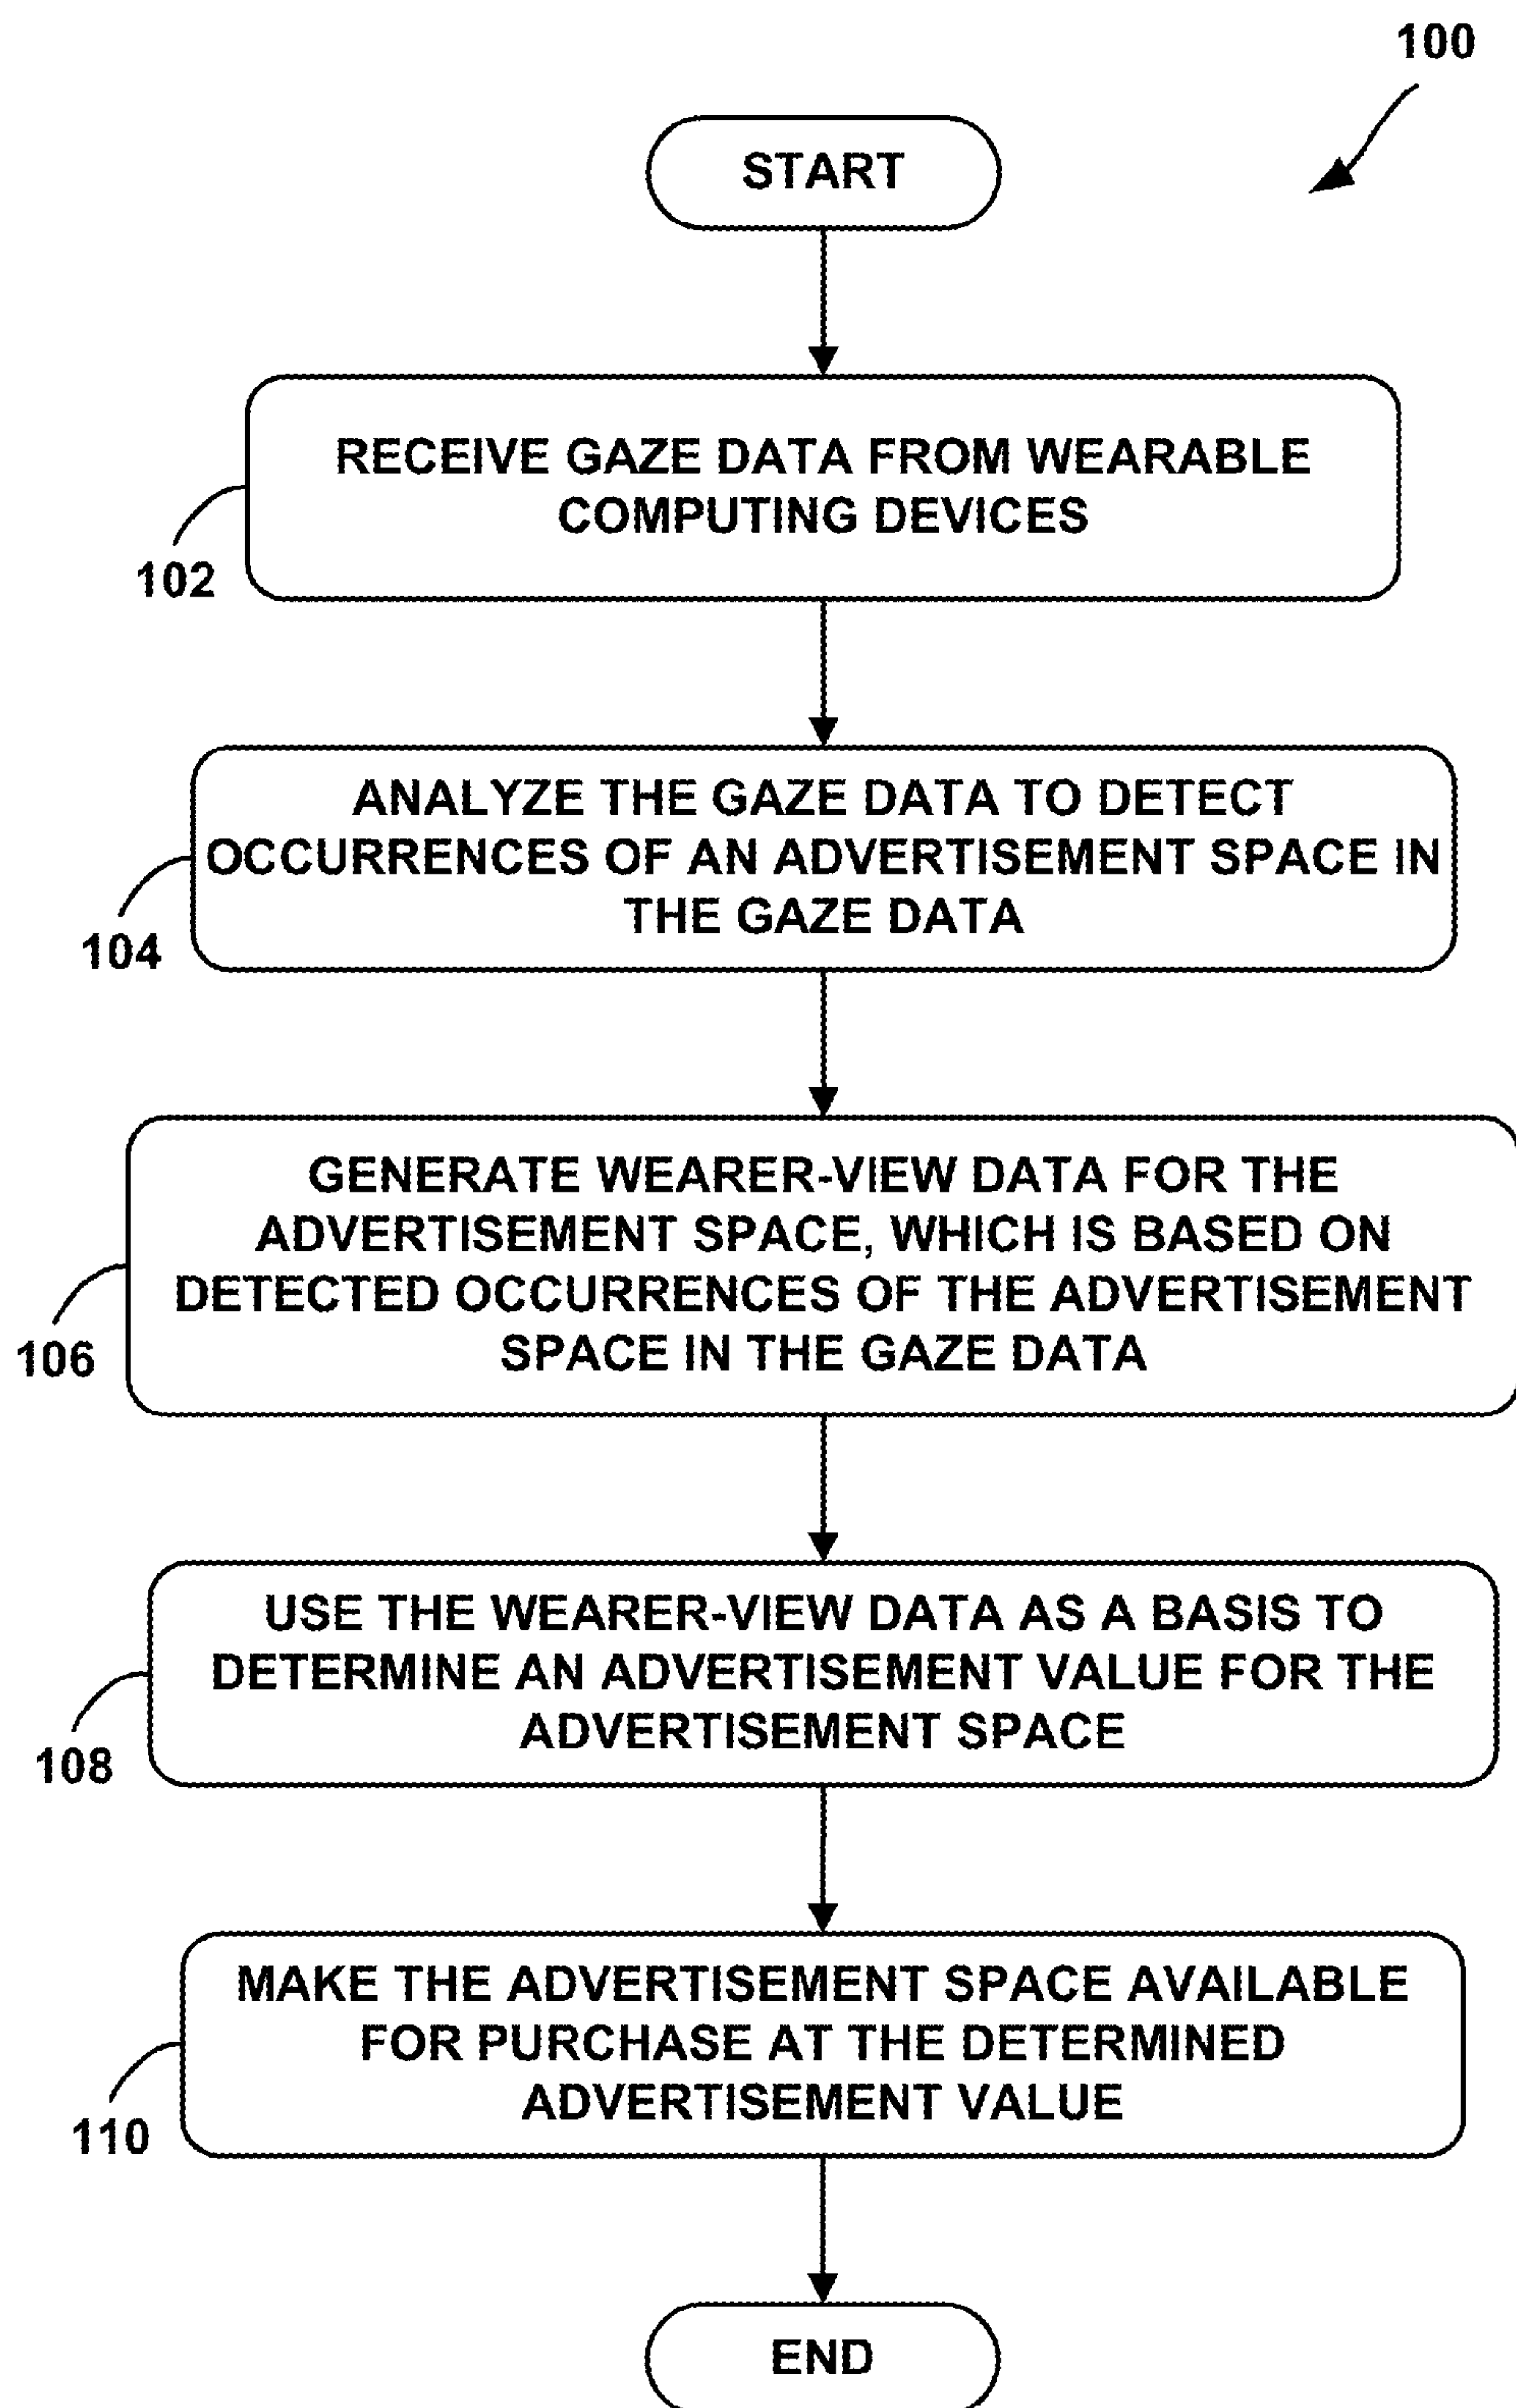 100
START
RECEIVE GAZE DATA FROM WEARABLE
COMPUTING DEVICES
102
ANALYZE THE GAZE DATA TO DETECT
OCCURRENCES OF AN ADVERTISEMENT SPACE IN
THE GAZE DATA
104
GENERATE WEARER-VIEW DATA FOR THE
ADVERTISEMENT SPACE, WHICH IS BASED ON
DETECTED OCCURRENCES OF THE ADVERTISEMENT
SPACE IN THE GAZE DATA
106
USE THE WEARER-VIEW DATA AS A BASIS TO
DETERMINE AN ADVERTISEMENT VALUE FOR THE
ADVERTISEMENT SPACE
108
MAKE THE ADVERTISEMENT SPACE AVAILABLE
FOR PURCHASE AT THE DETERMINED
ADVERTISEMENT VALUE
110
END